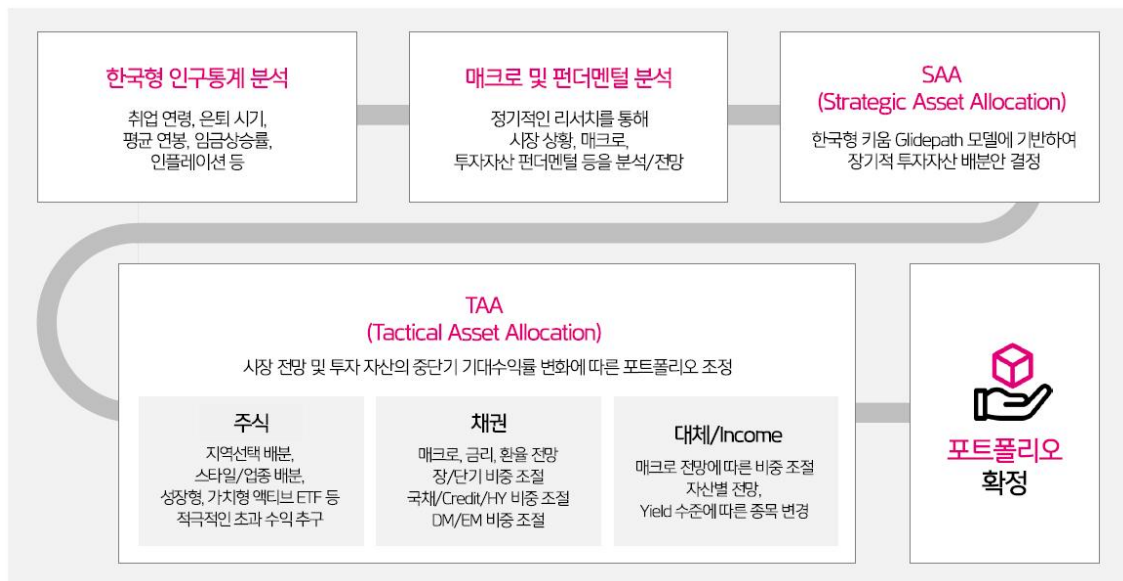 한국형 인구통계 분석
취업 연령, 은퇴 시기,
평균 연봉, 임금상승률,
인플레이션 등
매크로 및 펀더멘털 분석
정기적인 리서치를 통해
시장 상황, 매크로,
투자자산 펀더멘털 등을 분석/전망
SAA
(Strategic Asset Allocation)
한국형 키움 Glidepath 모델에 기반하여
장기적 투자자산 배분안 결정
TAA
(Tactical Asset Allocation)
시장 전망 및 투자 자산의 중단기 기대수익률 변화에 따른 포트폴리오 조정
주식
지역선택 배분,
스타일/업종 배분,
성장형, 가치형 액티브 ETF 등
적극적인 초과 수익 추구
채권
매크로, 금리, 환율 전망
장/단기 비중 조절
국채/Credit/HY 비중 조절
DM/EM 비중 조절
대체/Income
매크로 전망에 따른 비중 조절
자산별 전망,
Yield 수준에 따른 종목 변경
포트폴리오
확정